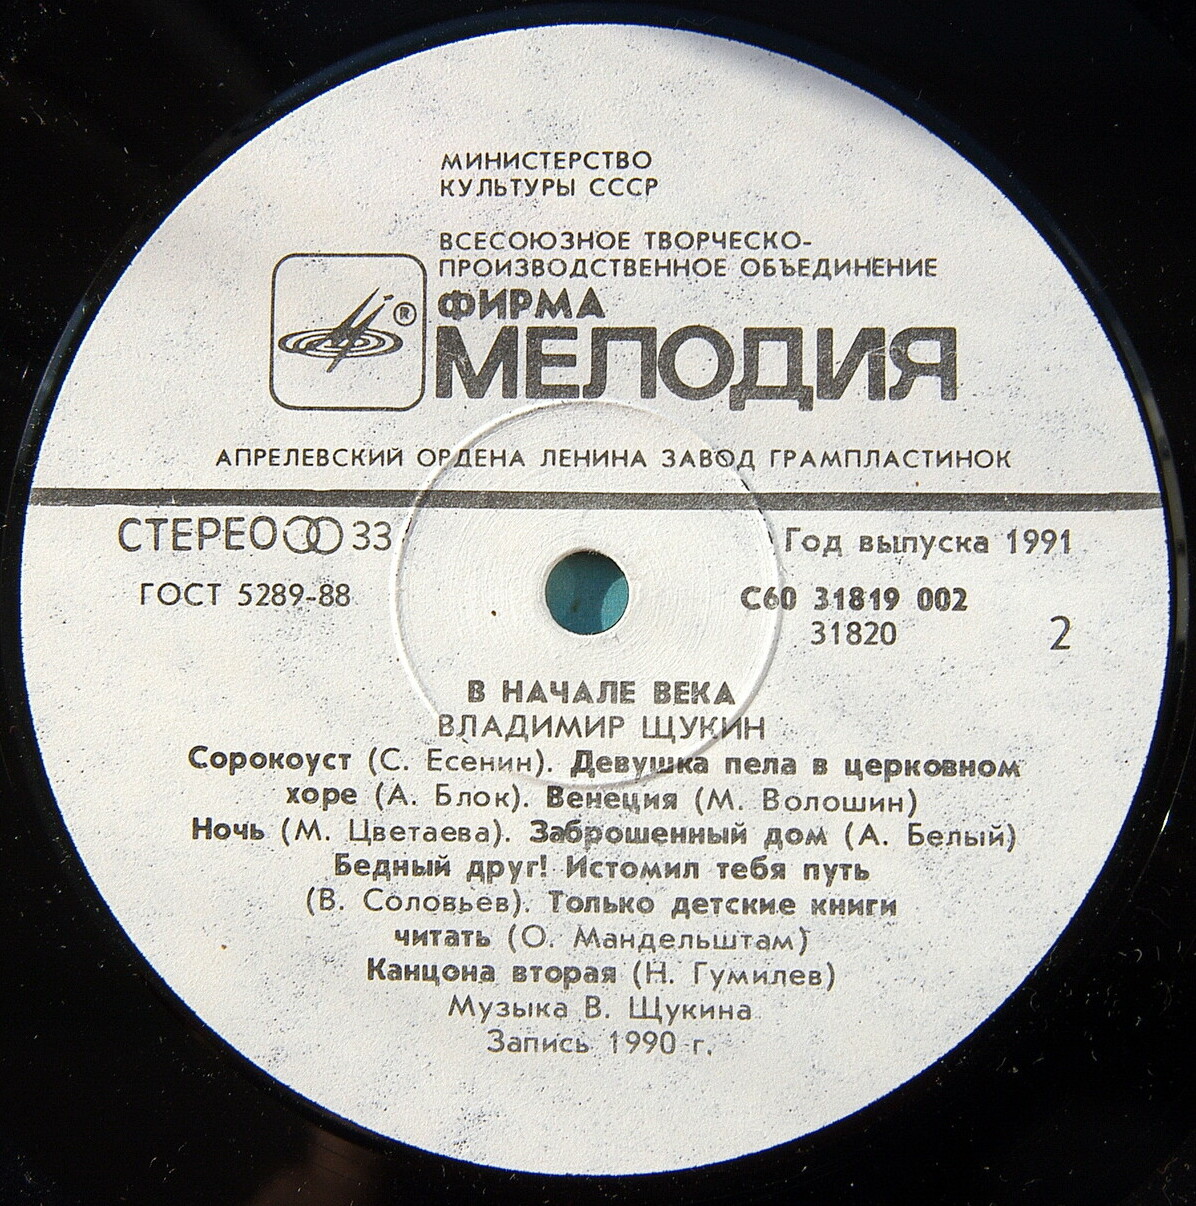 МИНИСТЕРСТВО
КУЛЬТУРЫ СССР
ВСЕСОЮЗНОЕ ТВОРЧЕСКО-
ПРОИЗВОДСТВЕННОЕ ОБЪЕДИНЕНИЕ
®
ФИРМА
МЕЛОДИЯ
АПРЕЛЕВСКИЙ ОРДЕНА ЛЕНИНА ЗАВОД ГРАМПЛАСТИНОК
СТЕРЕО 33
Год выпуска 1991
ГОСТ 5289-88
С60 31819 002
31820
2
В НАЧАЛЕ ВЕКА
ВЛАДИМИР ЩУКИН
Сорокоуст (С. Есенин). Девушка пела в церковном
хоре (А. Блок). Венеция (М. Волошин)
Ночь (М. Цветаева). Заброшенный дом (А. Белый)
Бедный друг! Истомил тебя путь
(В. Соловьев). Только детские книги
читать (О. Мандельштам)
Канцона вторая (Н. Гумилев)
Музыка В. Щукина
Запись 1990 г.